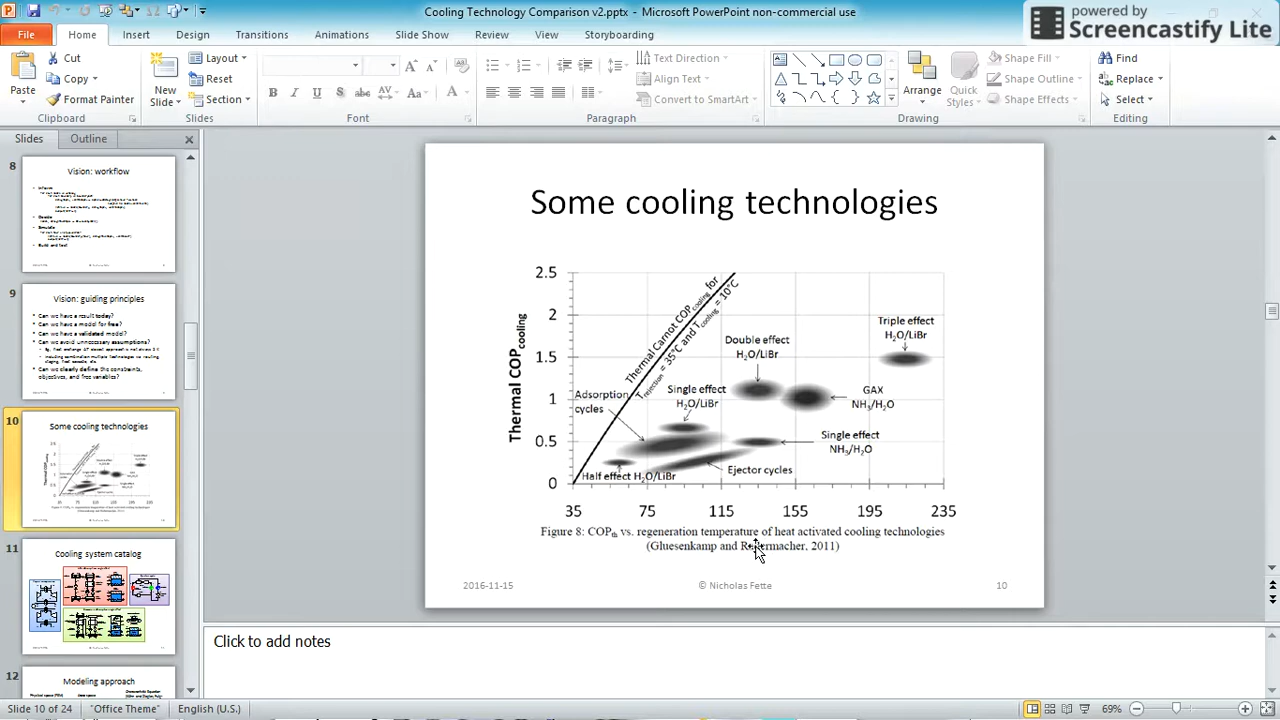 Cooling Technology Comparison v2.pptx - Microsoft PowerPoint non-commercial use
powered by
Screencastify Lite
File Home Insert Design Transitions Animations Slide Show Review View Storyboarding
Paste
Cut
Copy
Format Painter
Clipboard
New
Slide
Layout
Reset
Section
Slides
B I U S abc AV Aa A
Font
Text Direction
Align Text
Convert to SmartArt
Paragraph
Arrange
Quick
Styles
Shape Fill
Shape Outline
Shape Effects
Drawing
Find
Replace
Select
Editing
Slides Outline
8
Vision: workflow
9
Vision: guiding principles
Can we have a result today?
Can we have a model for free?
Can we have a validated model?
Can we avoid unnecessary assumptions?
Can we clearly define the constraints,
objectives, and free variables?
10
Some cooling technologies
11
Cooling system catalog
12
Modeling approach
Some cooling technologies
Thermal COPcooling
2.5
2
1.5
1
0.5
0
35 75 115 155 195 235
Thermal Carnot COPcooling for
Trejection = 35°C and Tcooling = 10°C
Adsorption
cycles
Single effect
H2O/LiBr
Double effect
H2O/LiBr
Triple effect
H2O/LiBr
GAX
NH3/H2O
Single effect
NH3/H2O
Half effect H2O/LiBr
Ejector cycles
Figure 8: COPth vs. regeneration temperature of heat activated cooling technologies
(Gluesenkamp and 2011)
2016-11-15
© Nicholas Fette
10
Click to add notes
Slide 10 of 24
"Office Theme"
English (U.S.)
69%